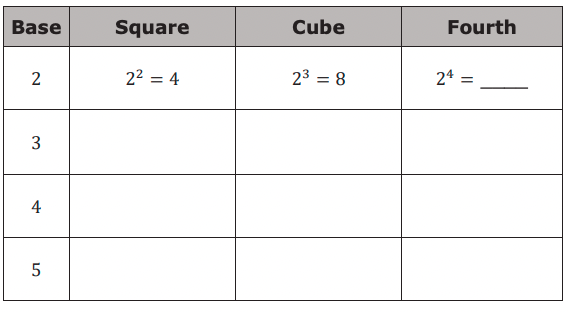 Base Square Cube Fourth
2 2² = 4 2³ = 8 2⁴ = _____
3
4
5